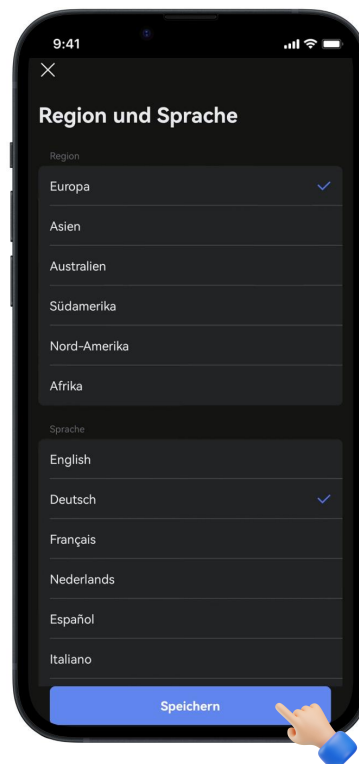 9:41
Region und Sprache
Region
Europa
Asien
Australien
Südamerika
Nord-Amerika
Afrika
Sprache
English
Deutsch
Français
Nederlands
Español
Italiano
Speichern